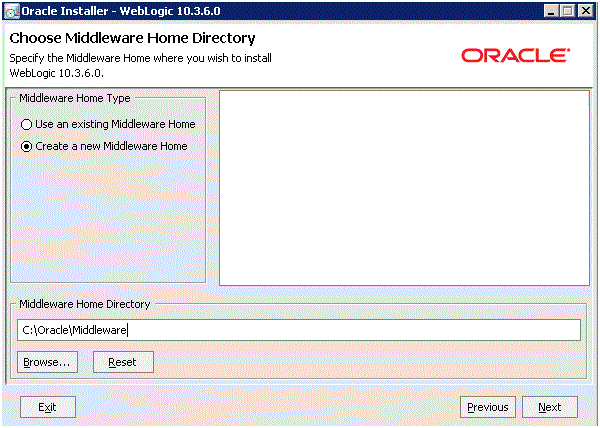 Oracle Installer - WebLogic 10.3.6.0
Choose Middleware Home Directory
Specify the Middleware Home where you wish to install
WebLogic 10.3.6.0.
ORACLE
Middleware Home Type
Use an existing Middleware Home
Create a new Middleware Home
Middleware Home Directory
C:\Oracle\Middleware
Browse...
Reset
Exit
Previous
Next